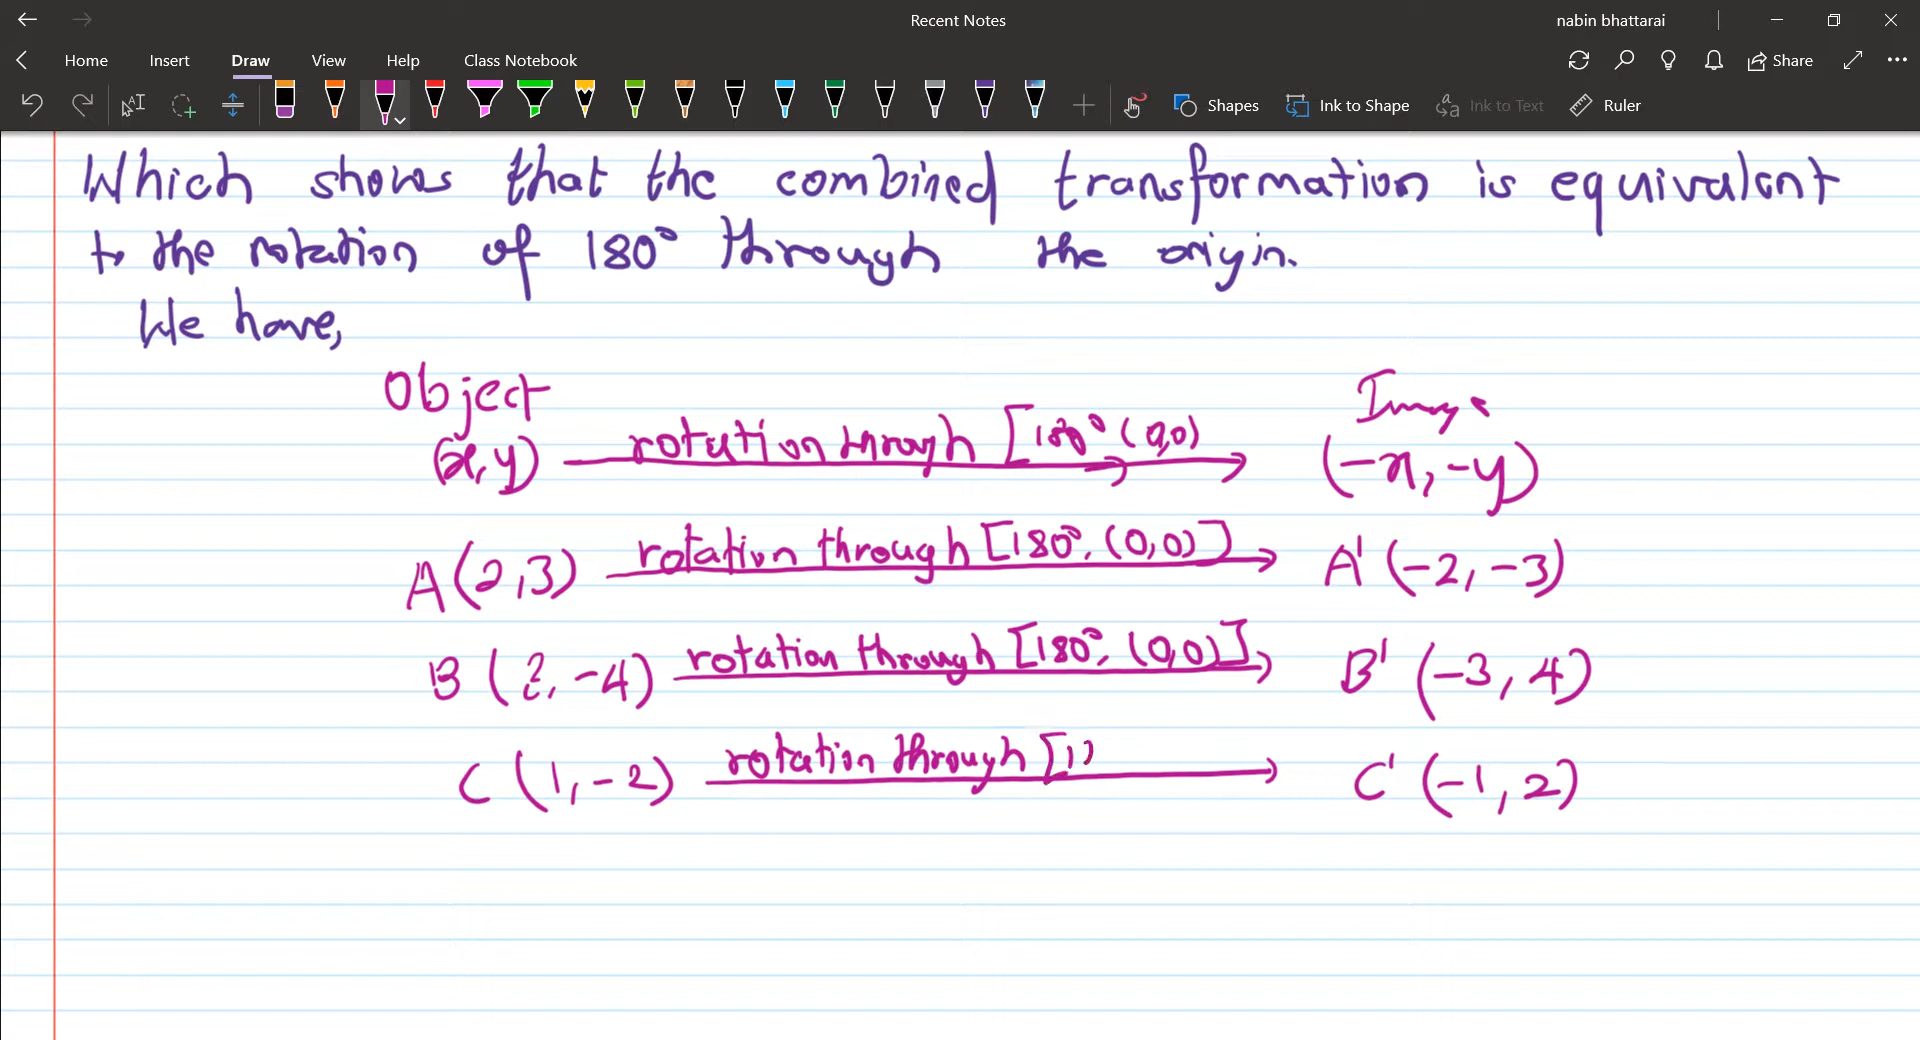 Recent Notes
nabin bhattarai
Home Insert Draw View Help Class Notebook
Share
Shapes Ink to Shape Ink to Text Ruler
Which shows that the combined transformation is equivalent
to the rotation of 180° through the origin.
We have,
Object Image
(x,y) rotation through [180° (0,0) (-x,-y)
A(2,3) rotation through [180°, (0,0)] A'(-2,-3)
B ( , -4) rotation through [180°, (0,0)] B' (-3, 4)
C (1,-2) rotation through [1 C' (-1, 2)